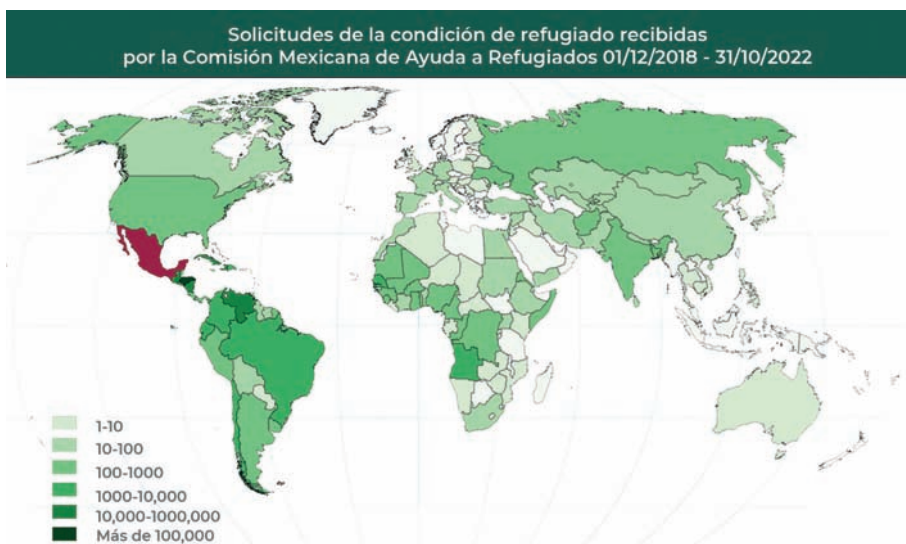 Solicitudes de la condición de refugiado recibidas
por la Comisión Mexicana de Ayuda a Refugiados 01/12/2018 - 31/10/2022
1-10
10-100
100-1000
1000-10,000
10,000-1000,000
Más de 100,000